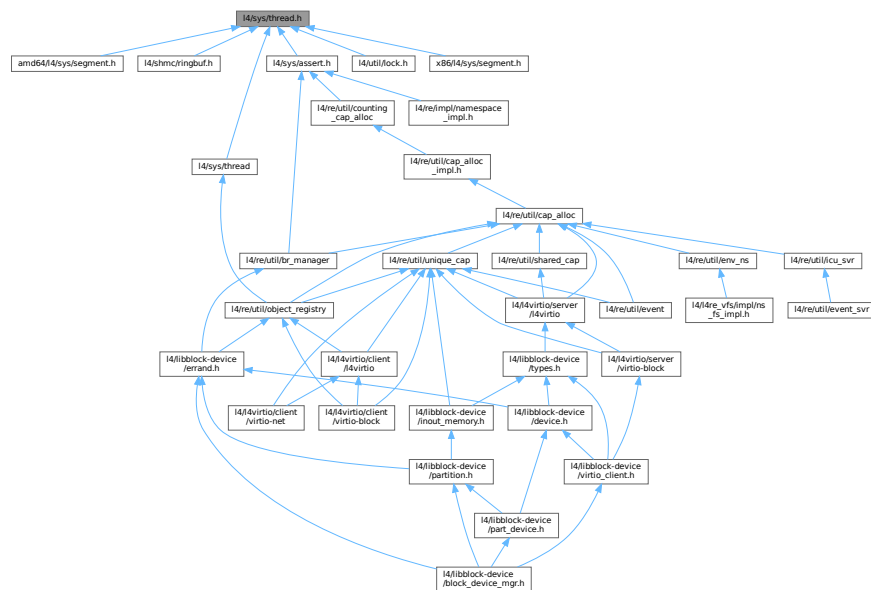 l4/sys/thread.h
amd64/l4/sys/segment.h
l4/shmc/ringbuf.h
l4/sys/assert.h
l4/util/lock.h
x86/l4/sys/segment.h
l4/re/util/counting
_cap_alloc
l4/re/impl/namespace
_impl.h
l4/sys/thread
l4/re/util/cap_alloc
_impl.h
l4/re/util/cap_alloc
l4/re/util/br_manager
l4/re/util/unique_cap
l4/re/util/shared_cap
l4/re/util/env_ns
l4/re/util/icu_svr
l4/re/util/object_registry
l4/l4virtio/server
/l4virtio
l4/re/util/event
l4/l4re_vfs/impl/ns
_fs_impl.h
l4/re/util/event_svr
l4/libblock-device
/errand.h
l4/l4virtio/client
/l4virtio
l4/libblock-device
/types.h
l4/l4virtio/server
/virtio-block
l4/l4virtio/client
/virtio-net
l4/l4virtio/client
/virtio-block
l4/libblock-device
/inout_memory.h
l4/libblock-device
/device.h
l4/libblock-device
/partition.h
l4/libblock-device
/virtio_client.h
l4/libblock-device
/part_device.h
l4/libblock-device
/block_device_mgr.h